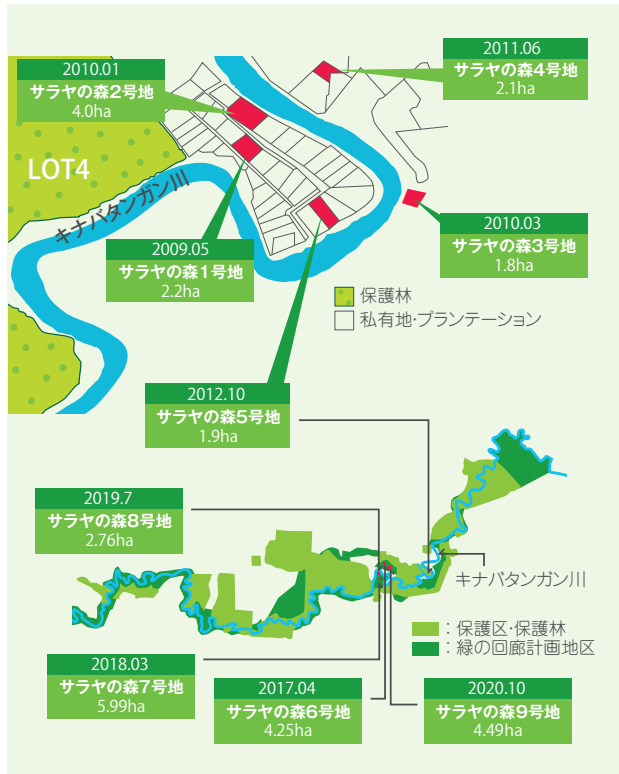 2011.06
サラヤの森4号地
2.1ha
2010.01
サラヤの森2号地
4.0ha
LOT4
キナバタンガン川
2010.03
サラヤの森3号地
1.8ha
2009.05
サラヤの森1号地
2.2ha
保護林
私有地・プランテーション
2012.10
サラヤの森5号地
1.9ha
2019.7
サラヤの森8号地
2.76ha
キナバタンガン川
：保護区・保護林
：緑の回廊計画地区
2018.03
サラヤの森7号地
5.99ha
2017.04
サラヤの森6号地
4.25ha
2020.10
サラヤの森9号地
4.49ha